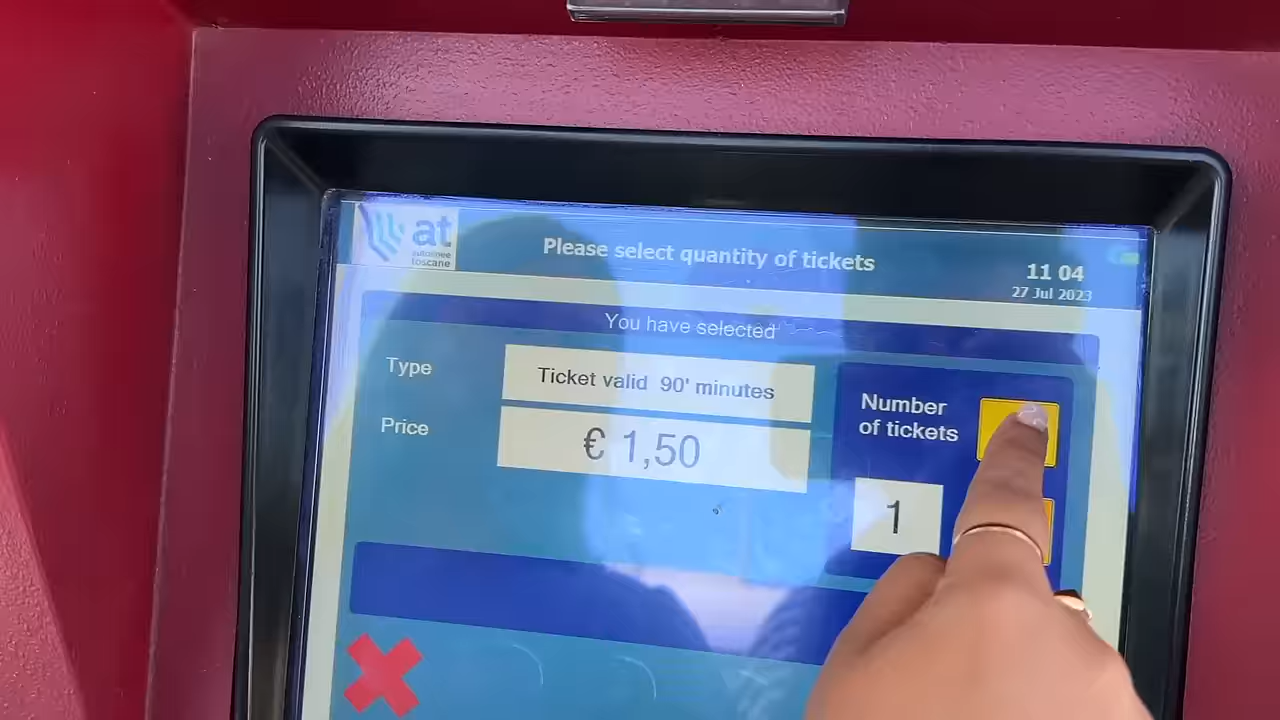 at
autolinee
toscane
Please select quantity of tickets
11 04
27 Jul 2023
You have selected
Type
Ticket valid 90' minutes
Price
€ 1,50
Number
of tickets
1